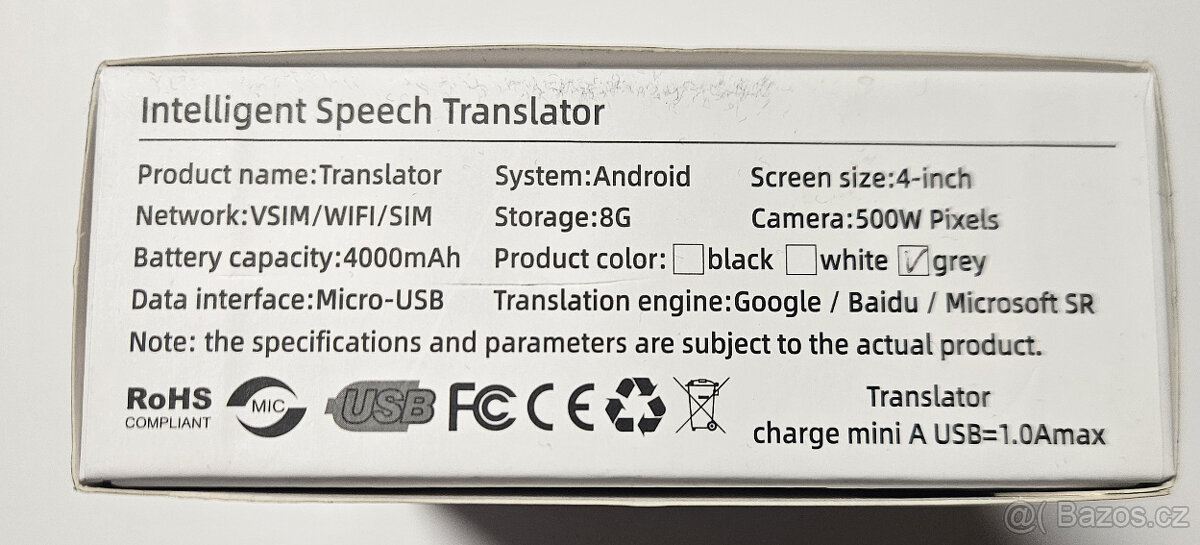 Intelligent Speech Translator
Product name:Translator System:Android Screen size:4-inch
Network:VSIM/WIFI/SIM Storage:8G Camera:500W Pixels
Battery capacity:4000mAh Product color: black white grey
Data interface:Micro-USB Translation engine:Google / Baidu / Microsoft SR
Note: the specifications and parameters are subject to the actual product.
RoHS
COMPLIANT
MIC
USB
FC CE
Translator
charge mini A USB=1.0Amax
@( Bazos.cz